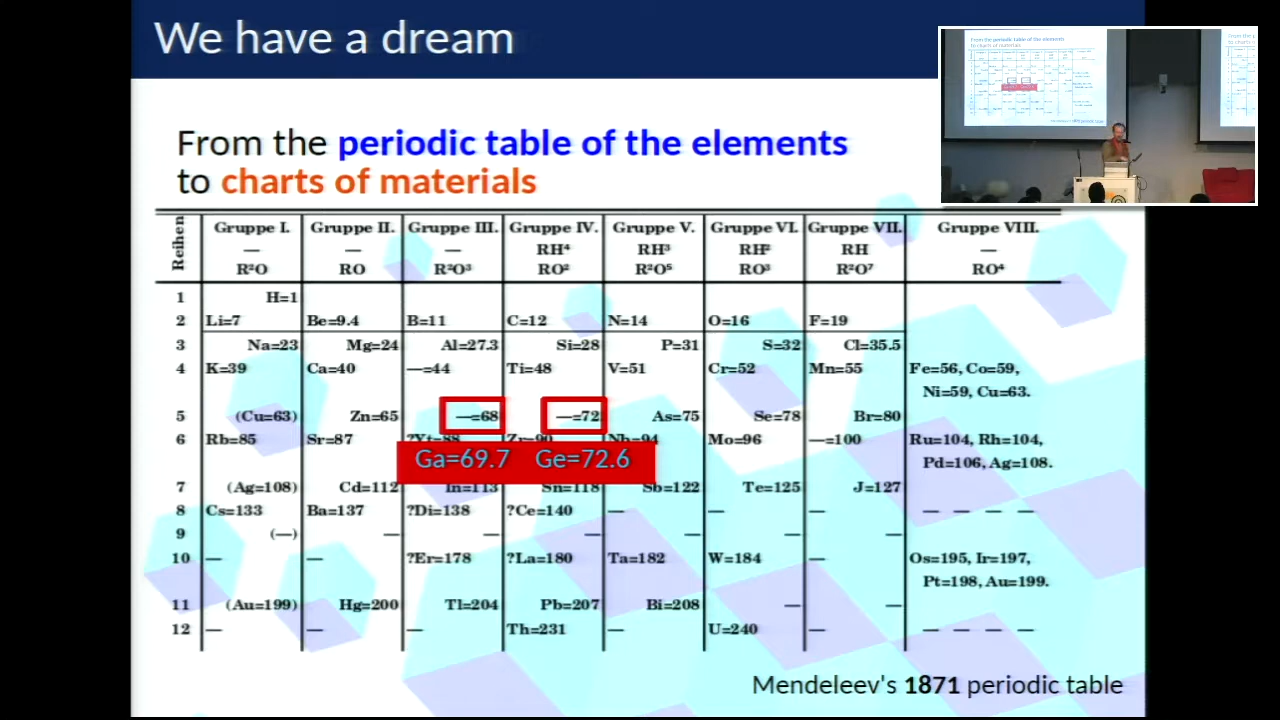 We have a dream
From the periodic table of the elements
to charts of materials
Reihen
Gruppe I. Gruppe II. Gruppe III. Gruppe IV. Gruppe V. Gruppe VI. Gruppe VII. Gruppe VIII.
— — — RH⁴ RH³ RH² RH —
R²O RO R²O³ RO² R²O⁵ RO³ R²O⁷ RO⁴
1 H=1
2 Li=7 Be=9.4 B=11 C=12 N=14 O=16 F=19
3 Na=23 Mg=24 Al=27.3 Si=28 P=31 S=32 Cl=35.5
4 K=39 Ca=40 —=44 Ti=48 V=51 Cr=52 Mn=55 Fe=56, Co=59,
Ni=59, Cu=63.
5 (Cu=63) Zn=65 —=68 —=72 As=75 Se=78 Br=80
6 Rb=85 Sr=87 ?Yt=88 Zr=90 Nb=94 Mo=96 —=100 Ru=104, Rh=104,
Ga=69.7 Ge=72.6 Pd=106, Ag=108.
7 (Ag=108) Cd=112 In=113 Sn=118 Sb=122 Te=125 J=127
8 Cs=133 Ba=137 ?Di=138 ?Ce=140 — — — — — — —
9 (—) — — — — — —
10 — — ?Er=178 ?La=180 Ta=182 W=184 — Os=195, Ir=197,
Pt=198, Au=199.
11 (Au=199) Hg=200 Tl=204 Pb=207 Bi=208 — —
12 — — — Th=231 — U=240 — — — — —
Mendeleev's 1871 periodic table